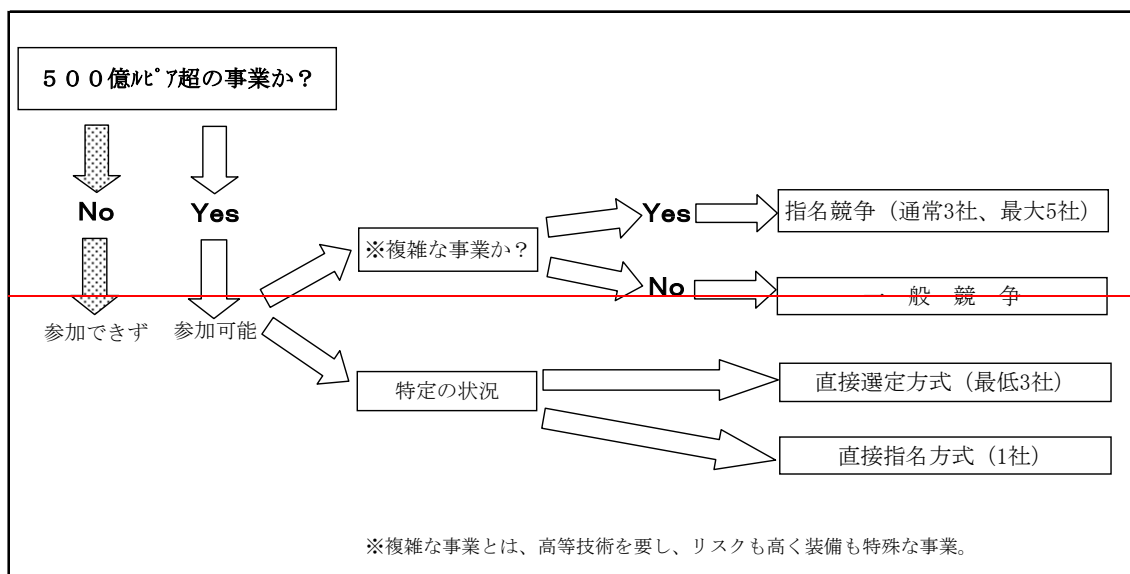 ５００億ﾙﾋﾟｱ超の事業か？
No
Yes
Yes
指名競争（通常3社、最大5社）
※複雑な事業か？
No
一　般　競　争
参加できず
参加可能
特定の状況
直接選定方式（最低3社）
直接指名方式（1社）
※複雑な事業とは、高等技術を要し、リスクも高く装備も特殊な事業。